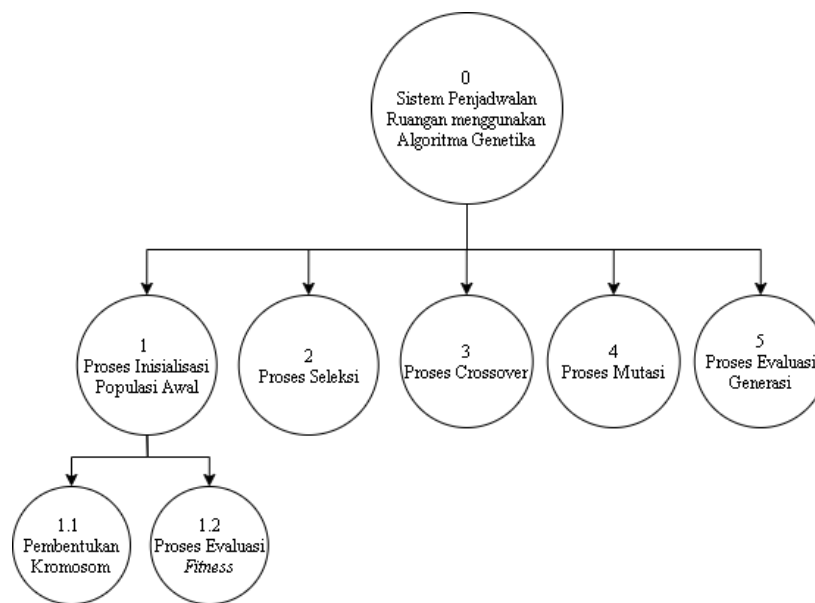 0
Sistem Penjadwalan
Ruangan menggunakan
Algoritma Genetika
1
Proses Inisialisasi
Populasi Awal
2
Proses Seleksi
3
Proses Crossover
4
Proses Mutasi
5
Proses Evaluasi
Generasi
1.1
Pembentukan
Kromosom
1.2
Proses Evaluasi
Fitness